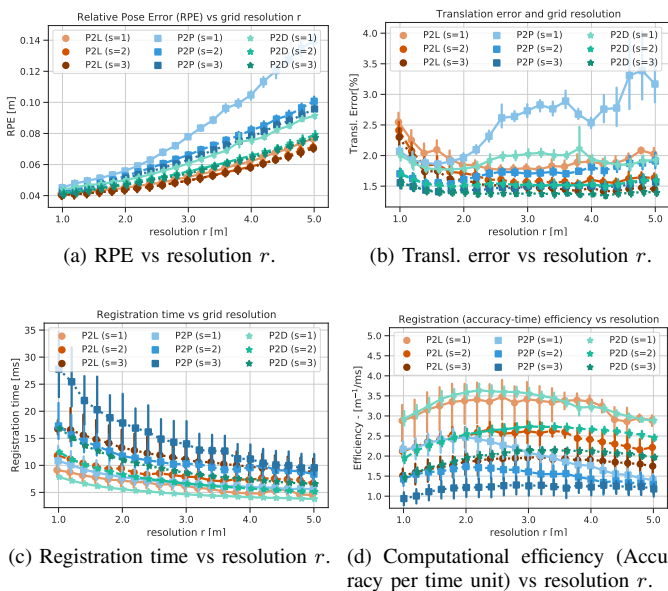 Relative Pose Error (RPE) vs grid resolution r
P2L (s=1) P2P (s=1) P2D (s=1)
P2L (s=2) P2P (s=2) P2D (s=2)
P2L (s=3) P2P (s=3) P2D (s=3)
0.14
0.12
0.10
0.08
0.06
0.04
RPE [m]
1.0 2.0 3.0 4.0 5.0
resolution r [m]
(a) RPE vs resolution r.
Translation error and grid resolution
P2L (s=1) P2P (s=1) P2D (s=1)
P2L (s=2) P2P (s=2) P2D (s=2)
P2L (s=3) P2P (s=3) P2D (s=3)
4.0
3.5
3.0
2.5
2.0
1.5
Transl. Error[%]
1.0 2.0 3.0 4.0 5.0
resolution r [m]
(b) Transl. error vs resolution r.
Registration time vs grid resolution
P2L (s=1) P2P (s=1) P2D (s=1)
P2L (s=2) P2P (s=2) P2D (s=2)
P2L (s=3) P2P (s=3) P2D (s=3)
35
30
25
20
15
10
5
Registration time [ms]
1.0 2.0 3.0 4.0 5.0
resolution r [m]
(c) Registration time vs resolution r.
Registration (accuracy-time) efficiency vs resolution
P2L (s=1) P2P (s=1) P2D (s=1)
P2L (s=2) P2P (s=2) P2D (s=2)
P2L (s=3) P2P (s=3) P2D (s=3)
5.0
4.5
4.0
3.5
3.0
2.5
2.0
1.5
1.0
Efficiency - [m⁻¹/ms]
1.0 2.0 3.0 4.0 5.0
resolution r [m]
(d) Computational efficiency (Accu
racy per time unit) vs resolution r.